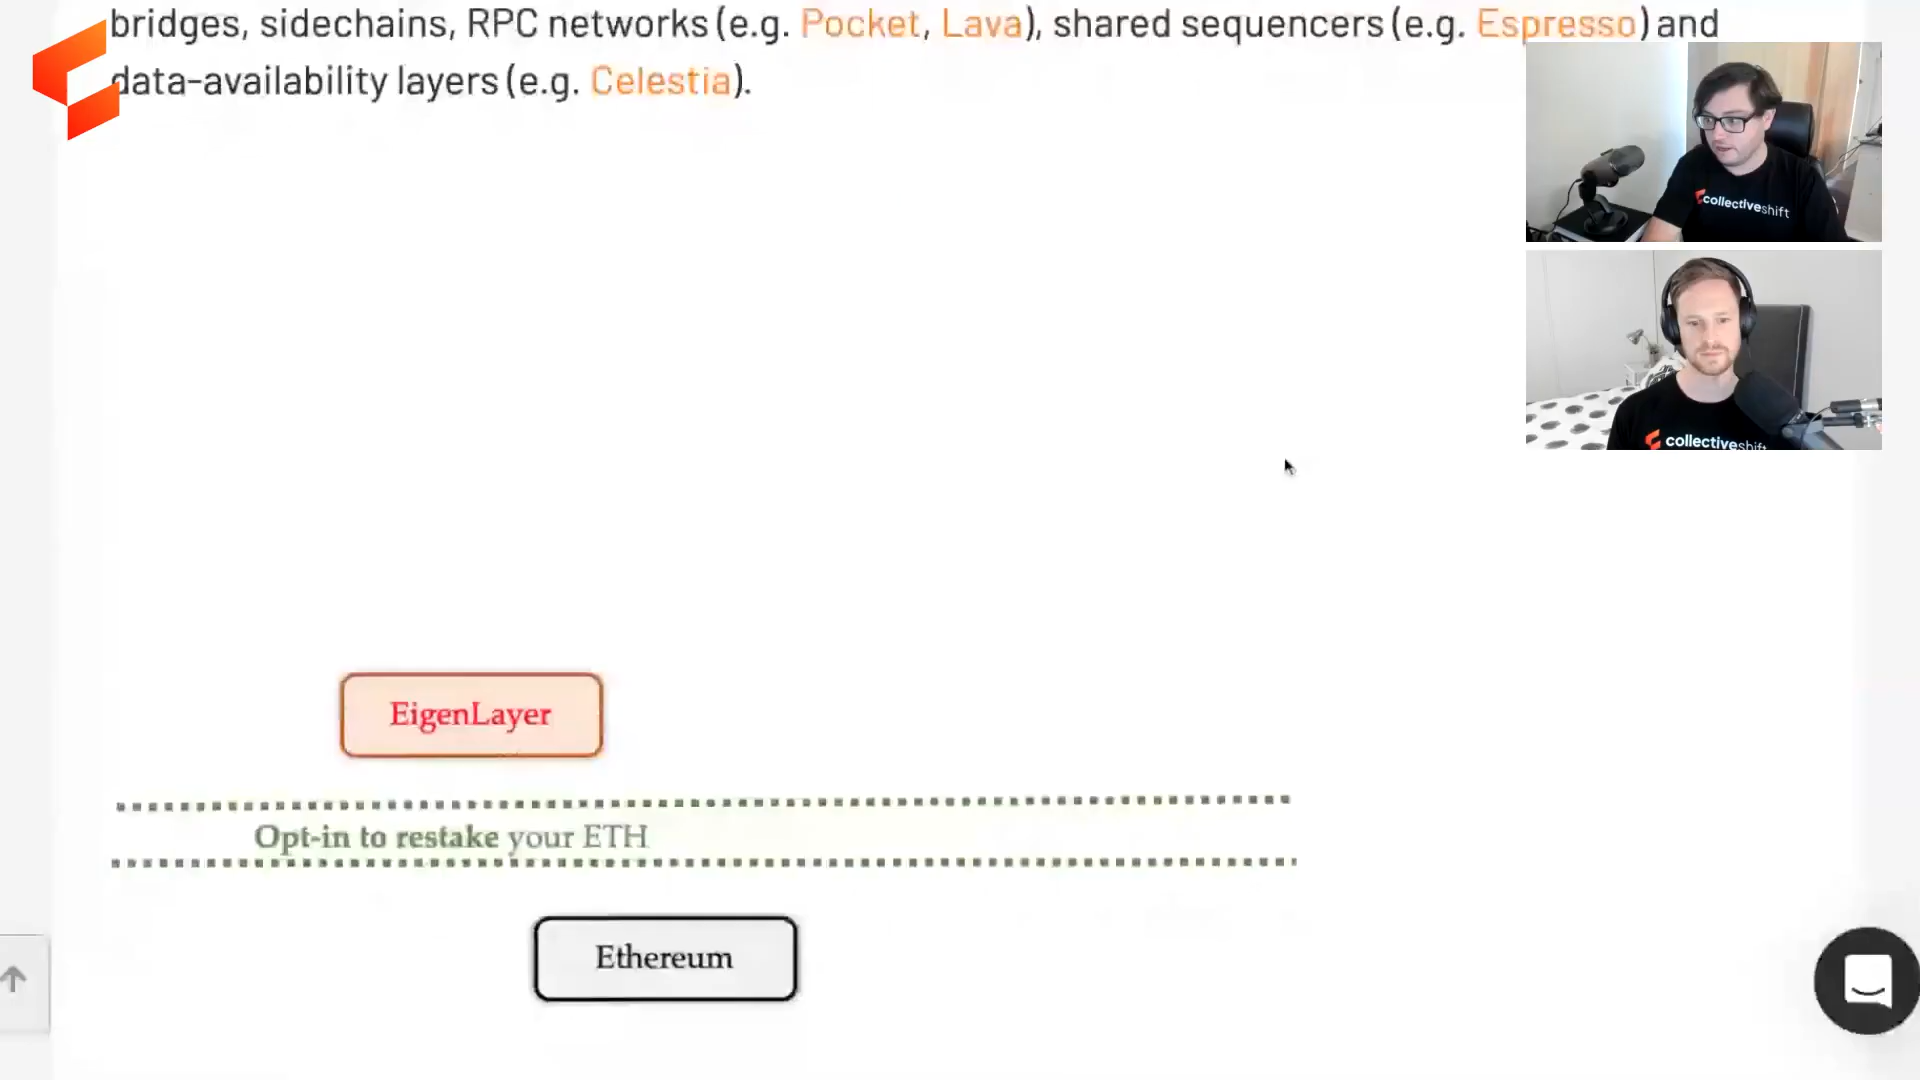 bridges, sidechains, RPC networks (e.g. Pocket, Lava), shared sequencers (e.g. Espresso) and
data-availability layers (e.g. Celestia).
collectiveshift
collectiveshift
EigenLayer
Opt-in to restake your ETH
Ethereum